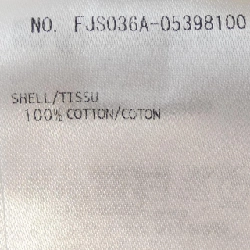 NO. FJS036A-05398100
SHELL/TISSU
100% COTTON/COTON